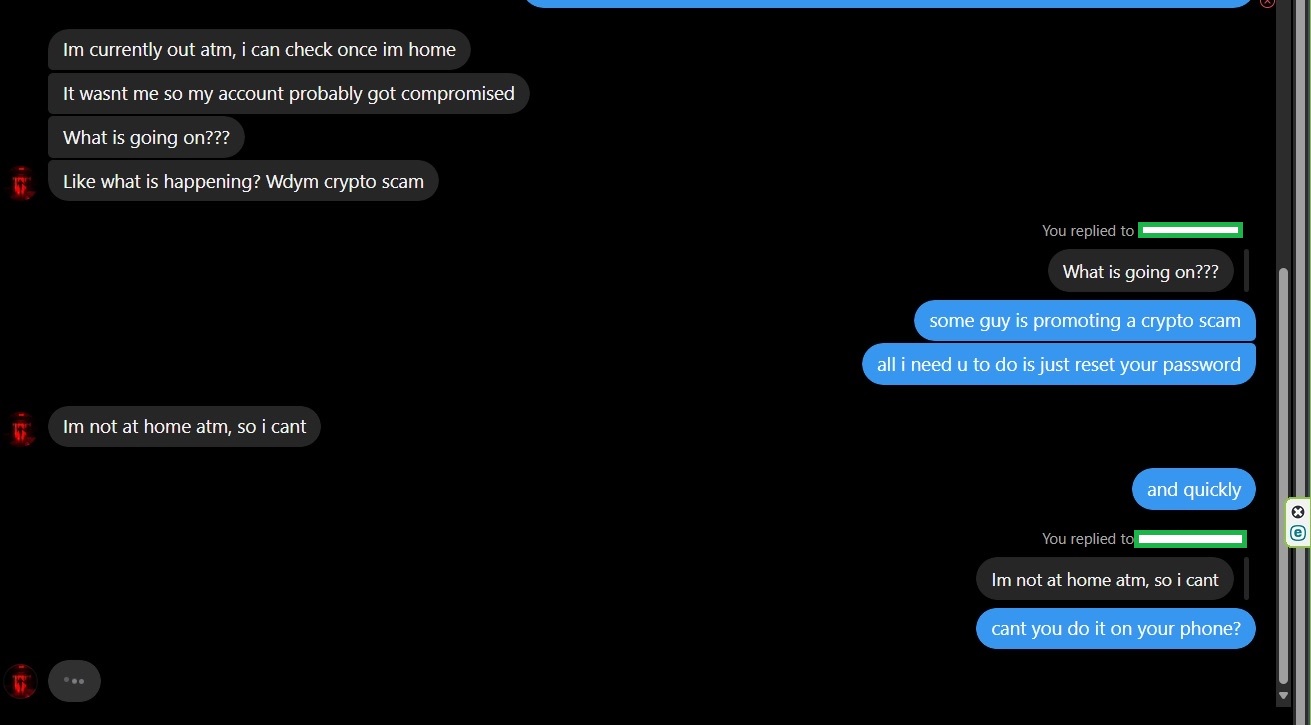 Im currently out atm, i can check once im home
It wasnt me so my account probably got compromised
What is going on???
Like what is happening? Wdym crypto scam
You replied to
What is going on???
some guy is promoting a crypto scam
all i need u to do is just reset your password
Im not at home atm, so i cant
and quickly
You replied to
Im not at home atm, so i cant
cant you do it on your phone?